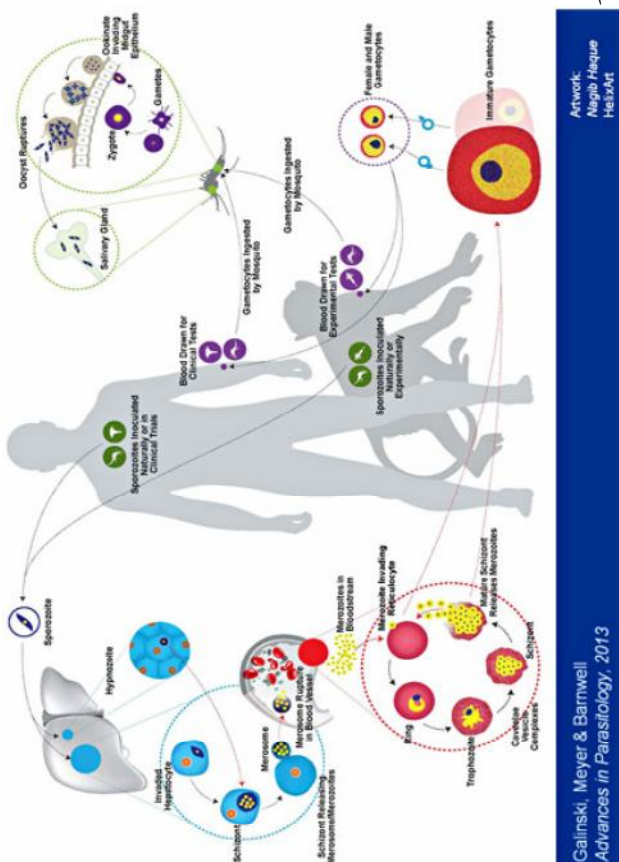 Sporozoite
Hypnozoite
Invaded
Hepatocyte
Schizont
Merosome
Merosome Rupture
in Blood Vessel
Schizont Releasing
Merosome/Merozoites
Sporozoites Inoculated
Naturally or in
Clinical Trials
Blood Drawn for
Clinical Tests
Sporozoites Inoculated
Naturally or
Experimentally
Blood Drawn for
Experimental Tests
Gametocytes Ingested
by Mosquito
Gametocytes Ingested
by Mosquito
Salivary Gland
Oocyst Ruptures
Ookinate
Invading
Midgut
Epithelium
Zygote
Gametes
Female and Male
Gametocytes
Immature Gametocytes
Merozoites in
Bloodstream
Merozoite Invading
Reticulocyte
Ring
Trophozoite
Caveolae
Vesicle
Complexes
Schizont
Mature Schizont
Releases Merozoites
Galinski, Meyer & Barnwell
Advances in Parasitology, 2013
Artwork:
Nagib Haque
HelixArt